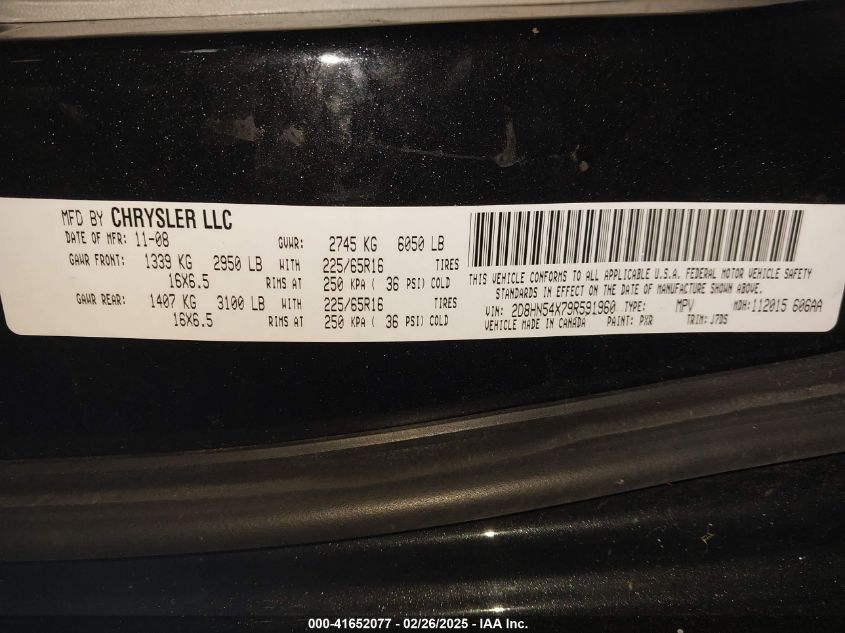 MFD BY CHRYSLER LLC
DATE OF MFR: 11-08 GVWR: 2745 KG 6050 LB
GAWR FRONT: 1339 KG 2950 LB WITH 225/65R16 TIRES
16X6.5 RIMS AT 250 KPA ( 36 PSI) COLD
GAWR REAR: 1407 KG 3100 LB WITH 225/65R16 TIRES
16X6.5 RIMS AT 250 KPA ( 36 PSI) COLD
THIS VEHICLE CONFORMS TO ALL APPLICABLE U.S.A. FEDERAL MOTOR VEHICLE SAFETY
STANDARDS IN EFFECT ON THE DATE OF MANUFACTURE SHOWN ABOVE.
VIN: 2D8HN54X79R591960 TYPE: MPV MDH: 112015 606AA
VEHICLE MADE IN CANADA PAINT: PXR TRIM: J7D5
000-41652077 - 02/26/2025 - IAA Inc.